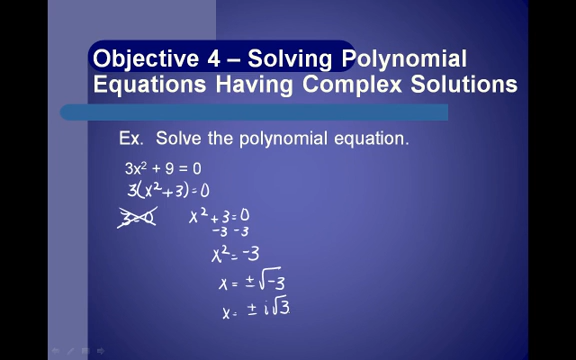 Objective 4 – Solving Polynomial
Equations Having Complex Solutions
Ex. Solve the polynomial equation.
3x² + 9 = 0
3(x²+3)=0
3=0 x²+3=0
-3 -3
x²=-3
x = ±√-3
x= ± i√3